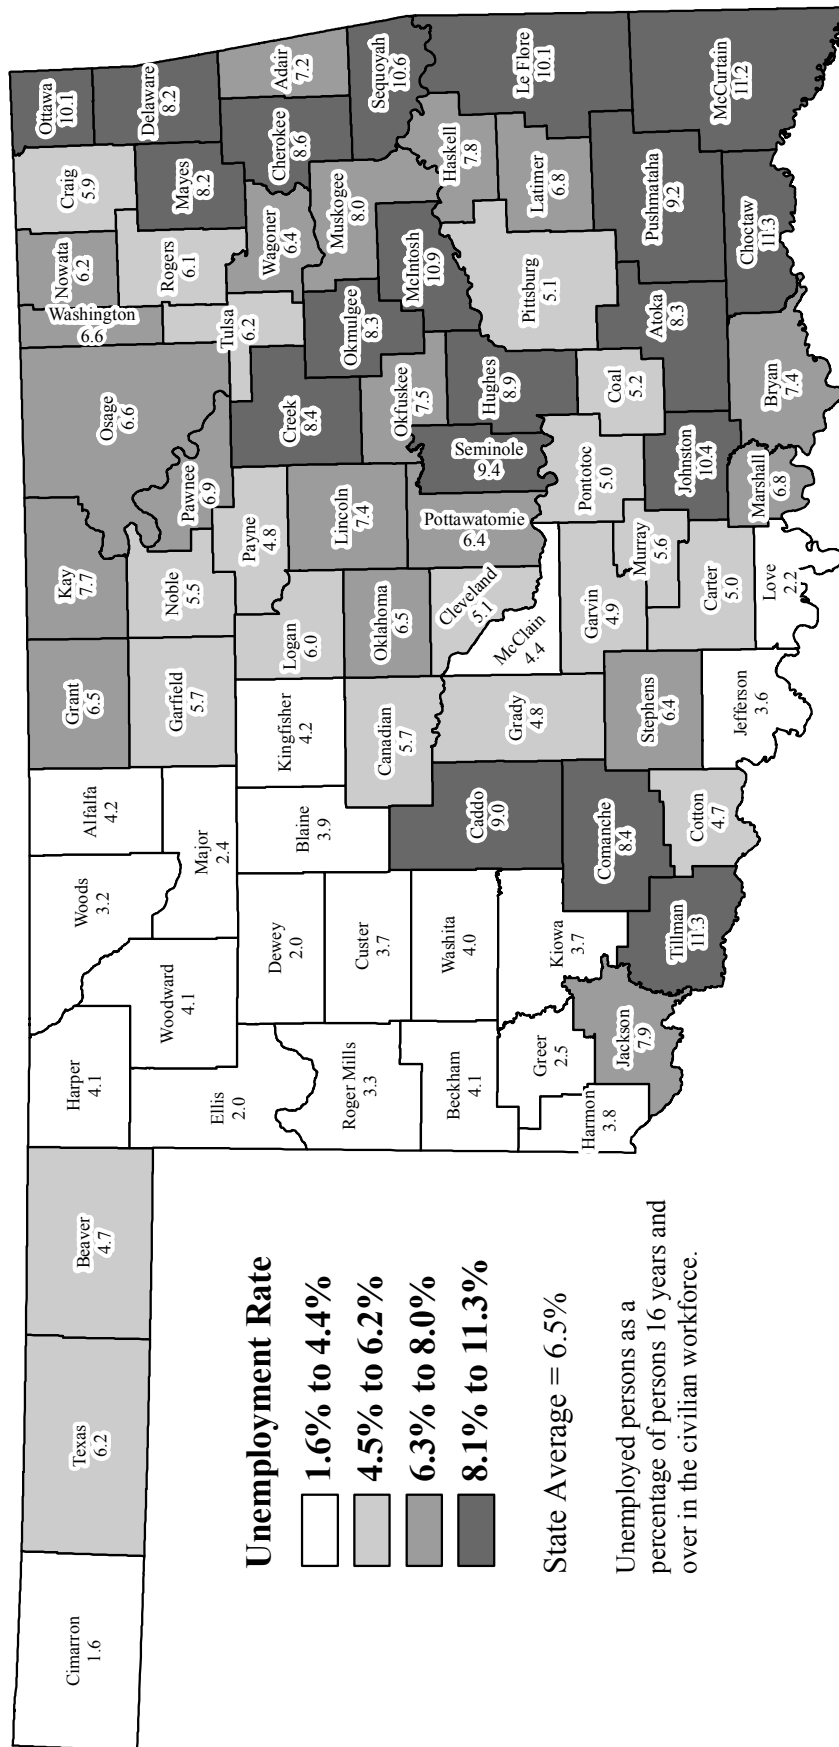 Cimarron
1.6
Texas
6.2
Beaver
4.7
Harper
4.1
Woods
3.2
Alfalfa
4.2
Grant
6.5
Kay
7.7
Osage
6.6
Washington
6.6
Nowata
6.2
Craig
5.9
Ottawa
10.1
Ellis
2.0
Woodward
4.1
Major
2.4
Garfield
5.7
Noble
5.5
Pawnee
6.9
Tulsa
6.2
Rogers
6.1
Mayes
8.2
Delaware
8.2
Roger Mills
3.3
Dewey
2.0
Blaine
3.9
Kingfisher
4.2
Logan
6.0
Payne
4.8
Creek
8.4
Wagoner
6.4
Cherokee
8.6
Adair
7.2
Beckham
4.1
Custer
3.7
Canadian
5.7
Oklahoma
6.5
Lincoln
7.4
Okfuskee
7.5
Okmulgee
8.3
Muskogee
8.0
Sequoyah
10.6
Washita
4.0
Caddo
9.0
Grady
4.8
Cleveland
5.1
Pottawatomie
6.4
Seminole
9.4
Hughes
8.9
McIntosh
10.9
Haskell
7.8
Le Flore
10.1
Harmon
3.8
Greer
2.5
Kiowa
3.7
McClain
4.4
Pontotoc
5.0
Pittsburg
5.1
Latimer
6.8
Jackson
7.9
Comanche
8.4
Stephens
6.4
Garvin
4.9
Murray
5.6
Coal
5.2
Atoka
8.3
Pushmataha
9.2
McCurtain
11.2
Tillman
11.3
Cotton
4.7
Jefferson
3.6
Carter
5.0
Johnston
10.4
Choctaw
11.3
Love
2.2
Marshall
6.8
Bryan
7.4
Unemployment Rate
1.6% to 4.4%
4.5% to 6.2%
6.3% to 8.0%
8.1% to 11.3%
State Average = 6.5%
Unemployed persons as a
percentage of persons 16 years and
over in the civilian workforce.